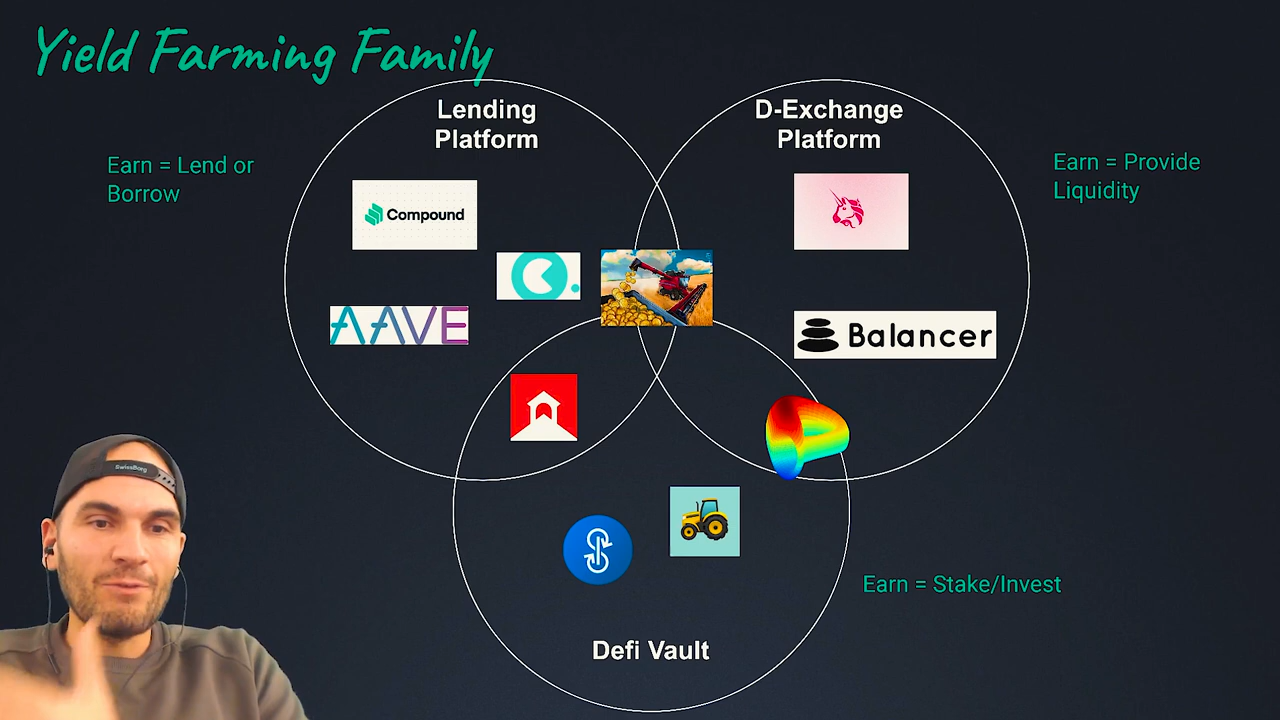 Yield Farming Family
Lending
Platform
D-Exchange
Platform
Earn = Lend or
Borrow
Earn = Provide
Liquidity
Compound
AAVE
Balancer
SwissBorg
Earn = Stake/Invest
Defi Vault